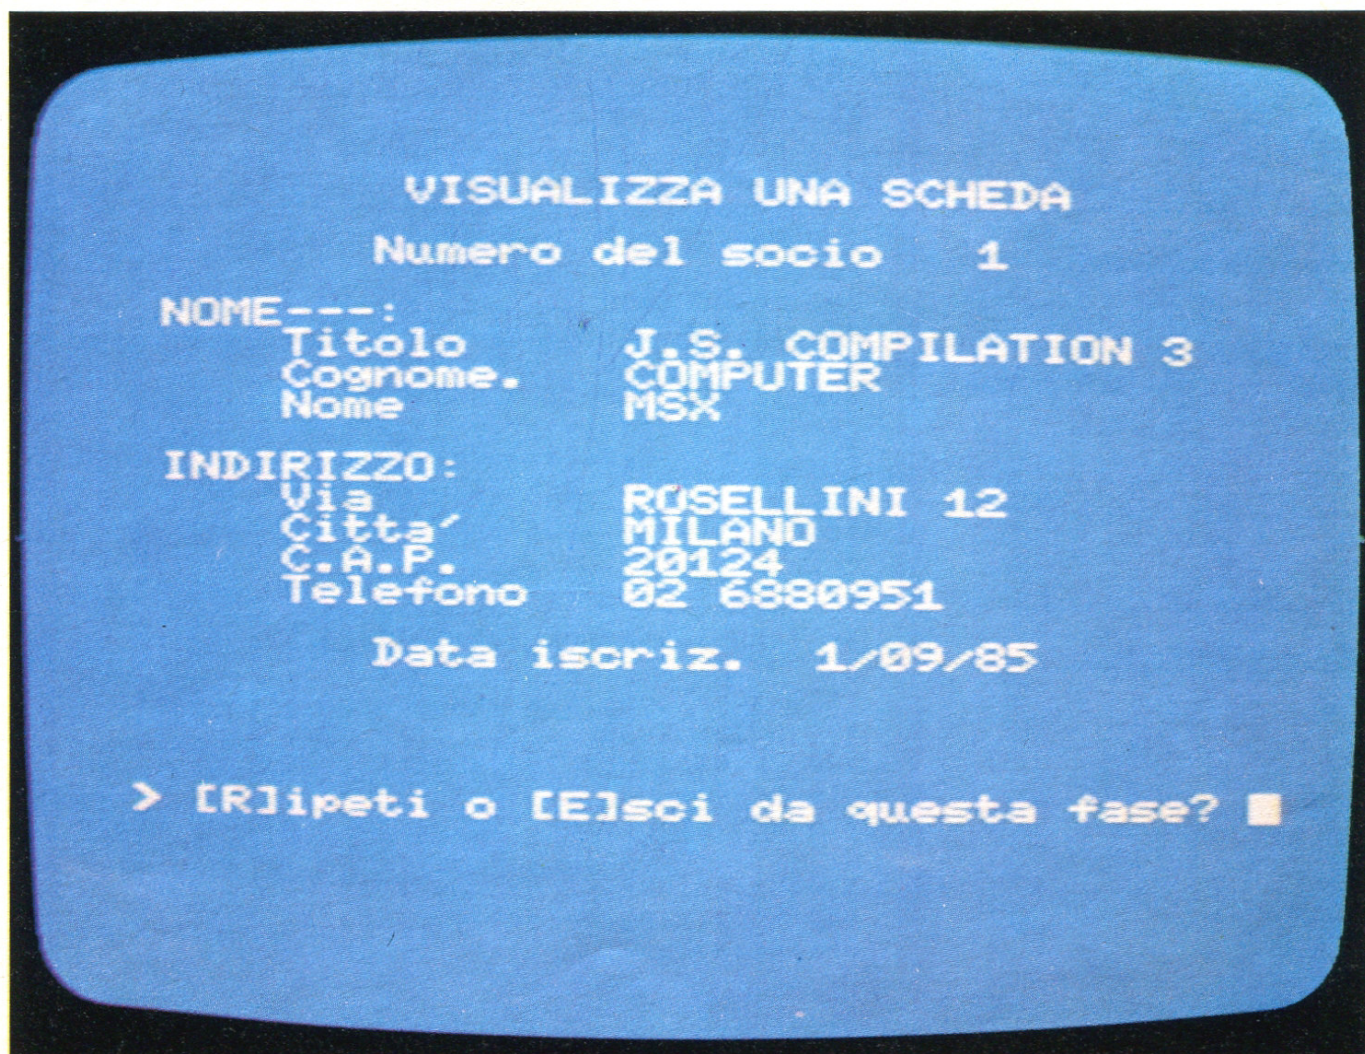 VISUALIZZA UNA SCHEDA
Numero del socio 1
NOME---:
Titolo J.S. COMPILATION 3
Cognome. COMPUTER
Nome MSX
INDIRIZZO:
Via ROSELLINI 12
Citta´ MILANO
C.A.P. 20124
Telefono 02 6880951
Data iscriz. 1/09/85
> [R]ipeti o [E]sci da questa fase?